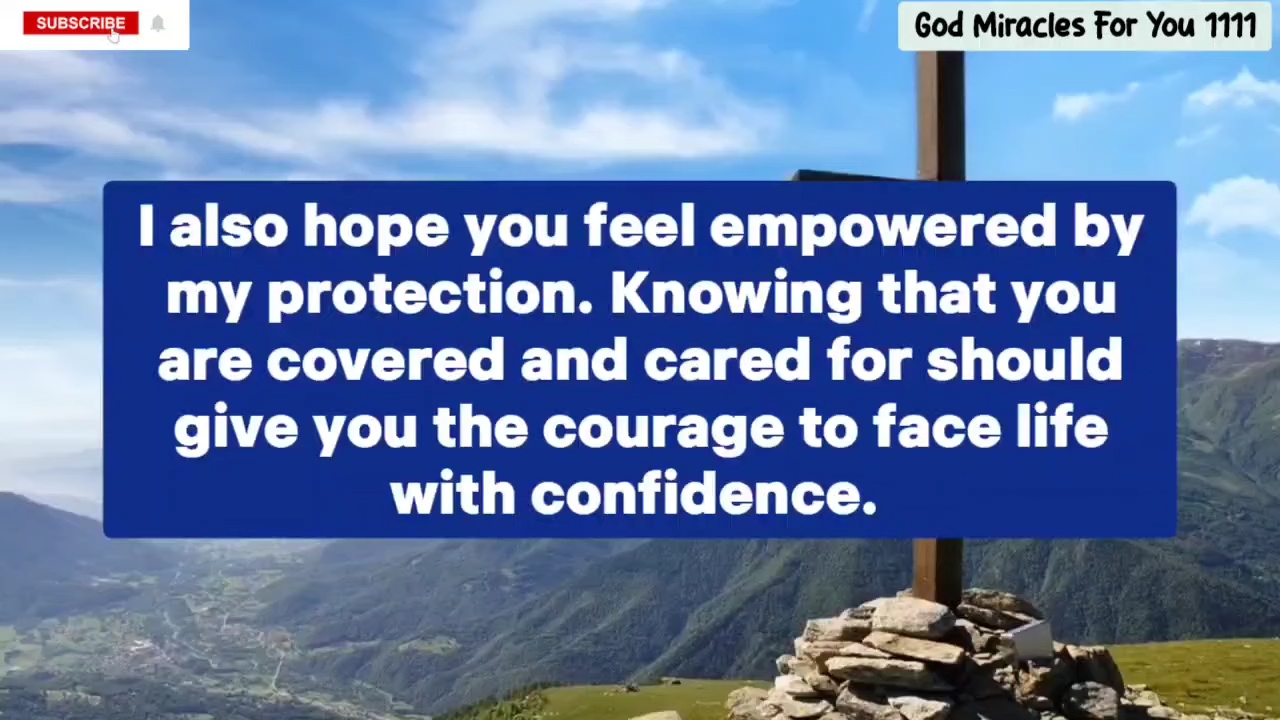 SUBSCRIBE
God Miracles For You 1111
I also hope you feel empowered by
my protection. Knowing that you
are covered and cared for should
give you the courage to face life
with confidence.